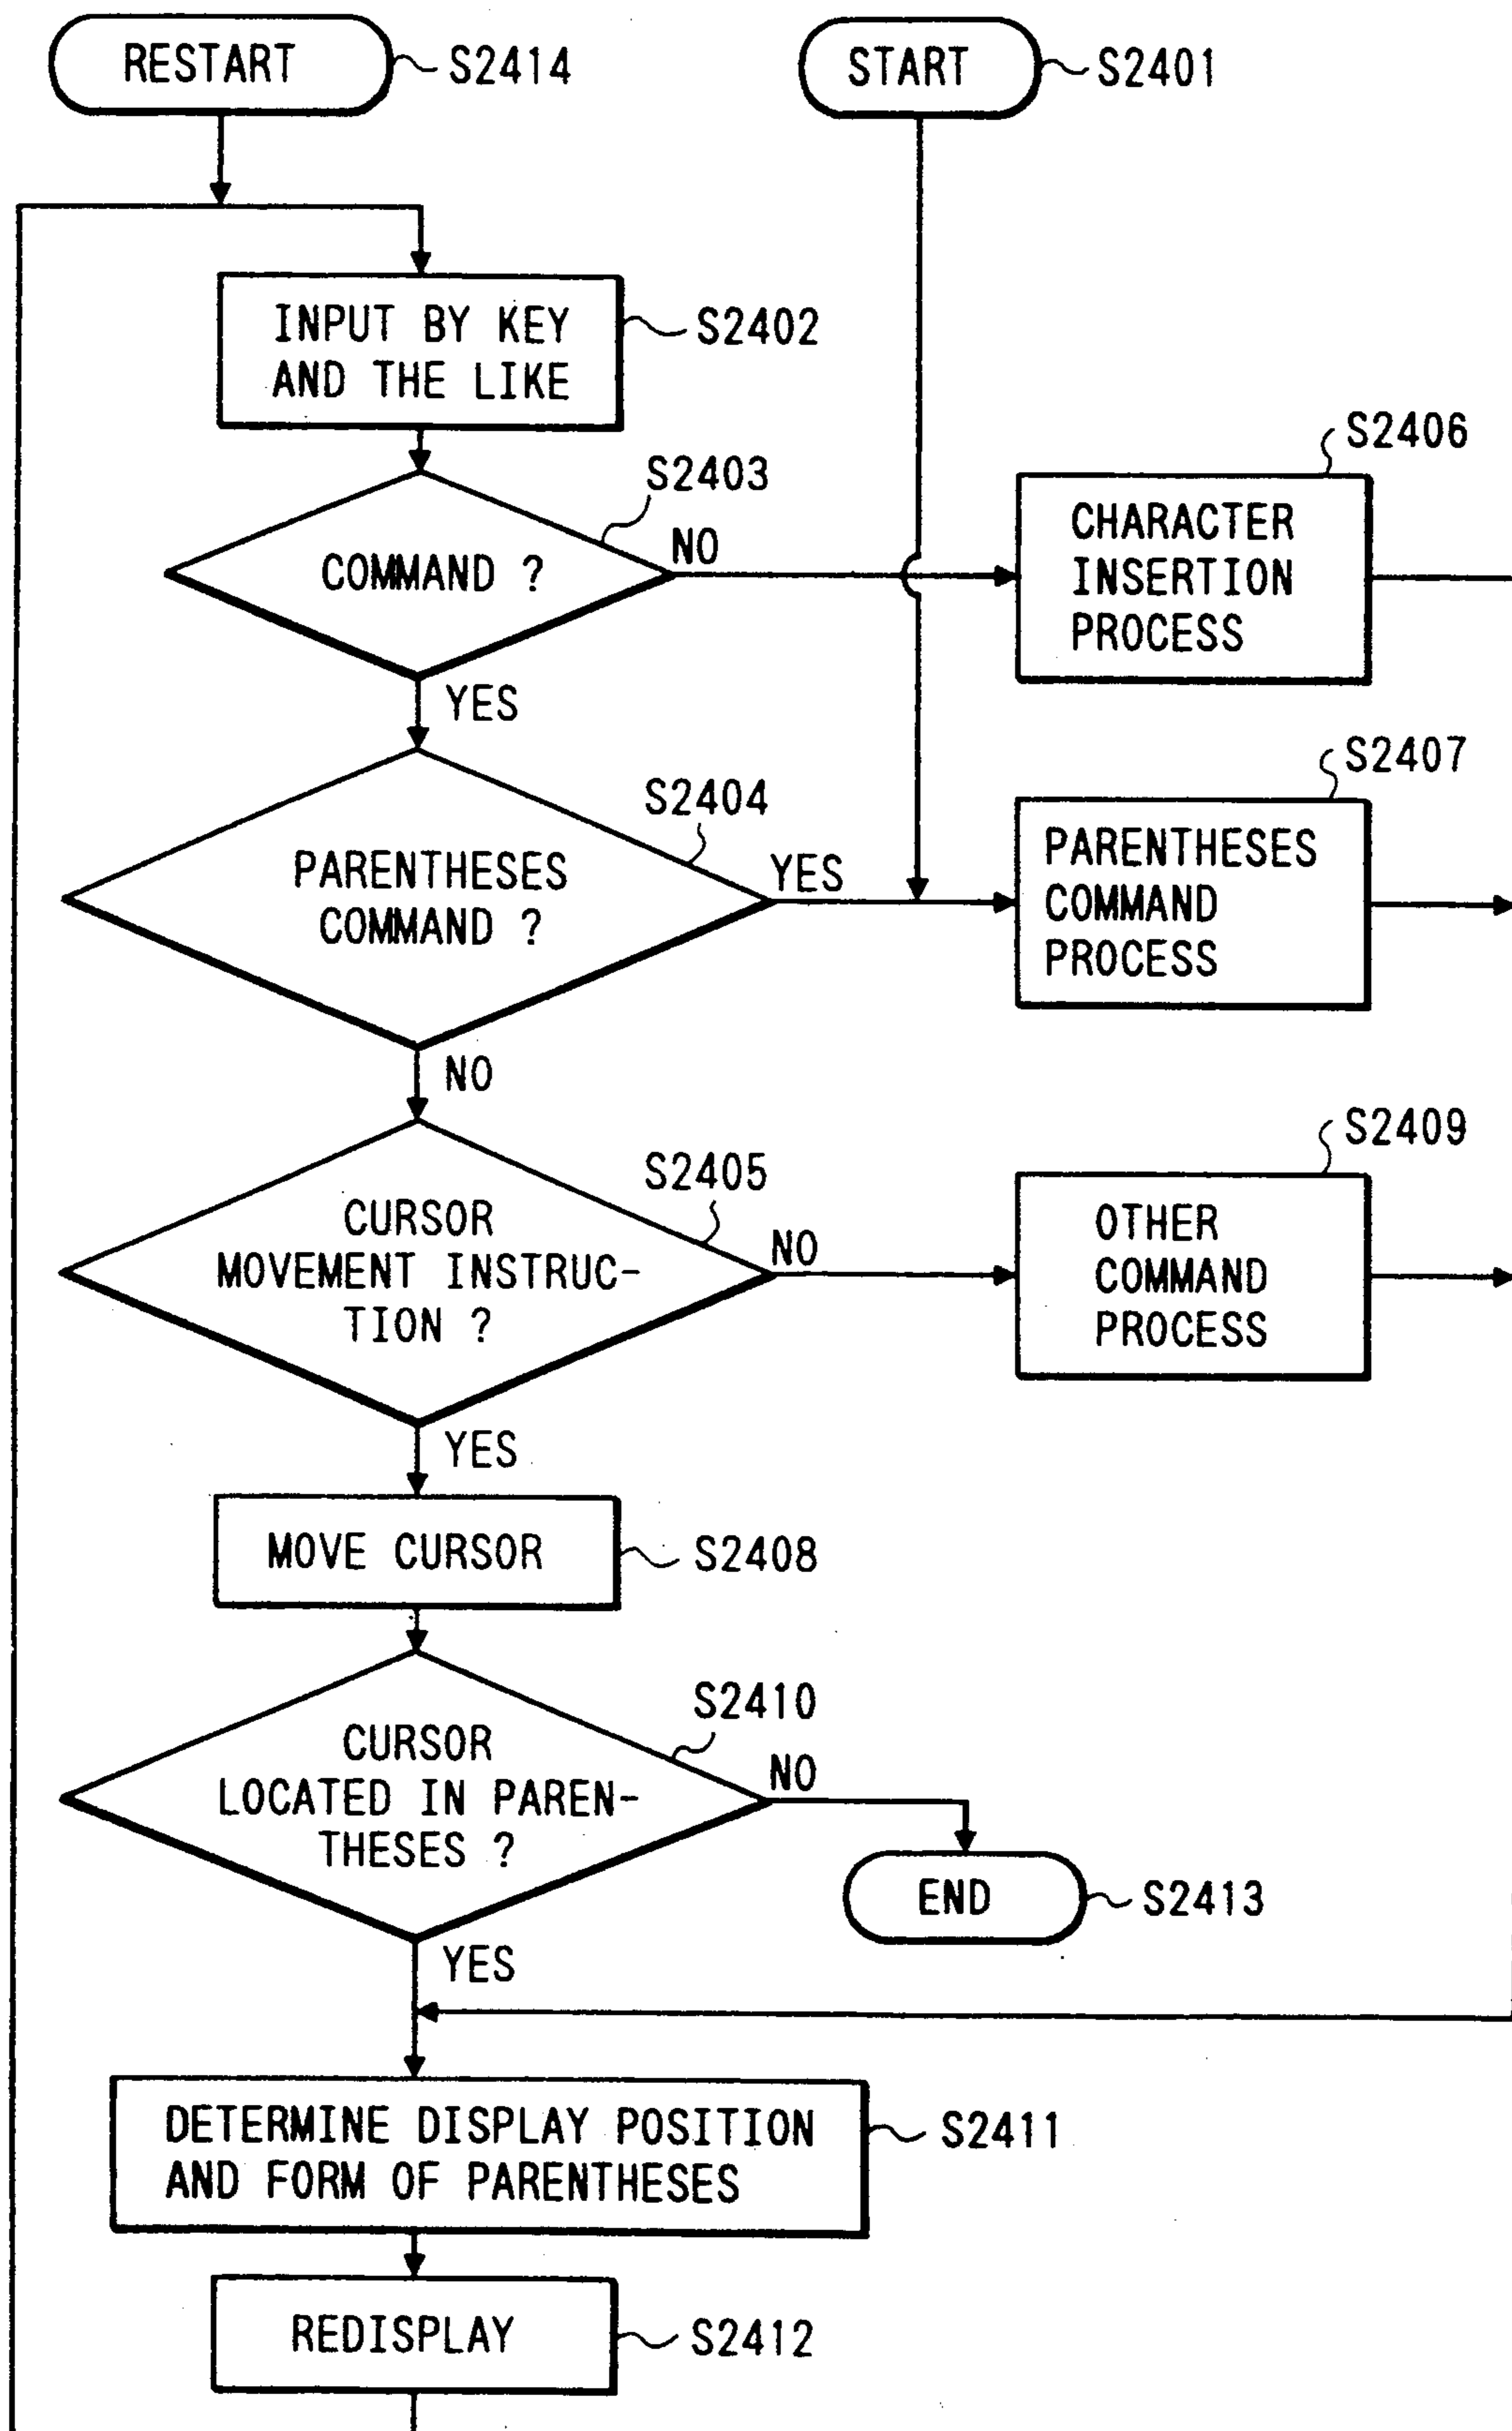 RESTART
S2414
START
S2401
INPUT BY KEY
AND THE LIKE
S2402
S2403
COMMAND ?
NO
YES
S2406
CHARACTER
INSERTION
PROCESS
S2404
PARENTHESES
COMMAND ?
YES
NO
S2407
PARENTHESES
COMMAND
PROCESS
S2405
CURSOR
MOVEMENT INSTRUC-
TION ?
NO
YES
S2409
OTHER
COMMAND
PROCESS
MOVE CURSOR
S2408
S2410
CURSOR
LOCATED IN PAREN-
THESES ?
NO
YES
END
S2413
DETERMINE DISPLAY POSITION
AND FORM OF PARENTHESES
S2411
REDISPLAY
S2412